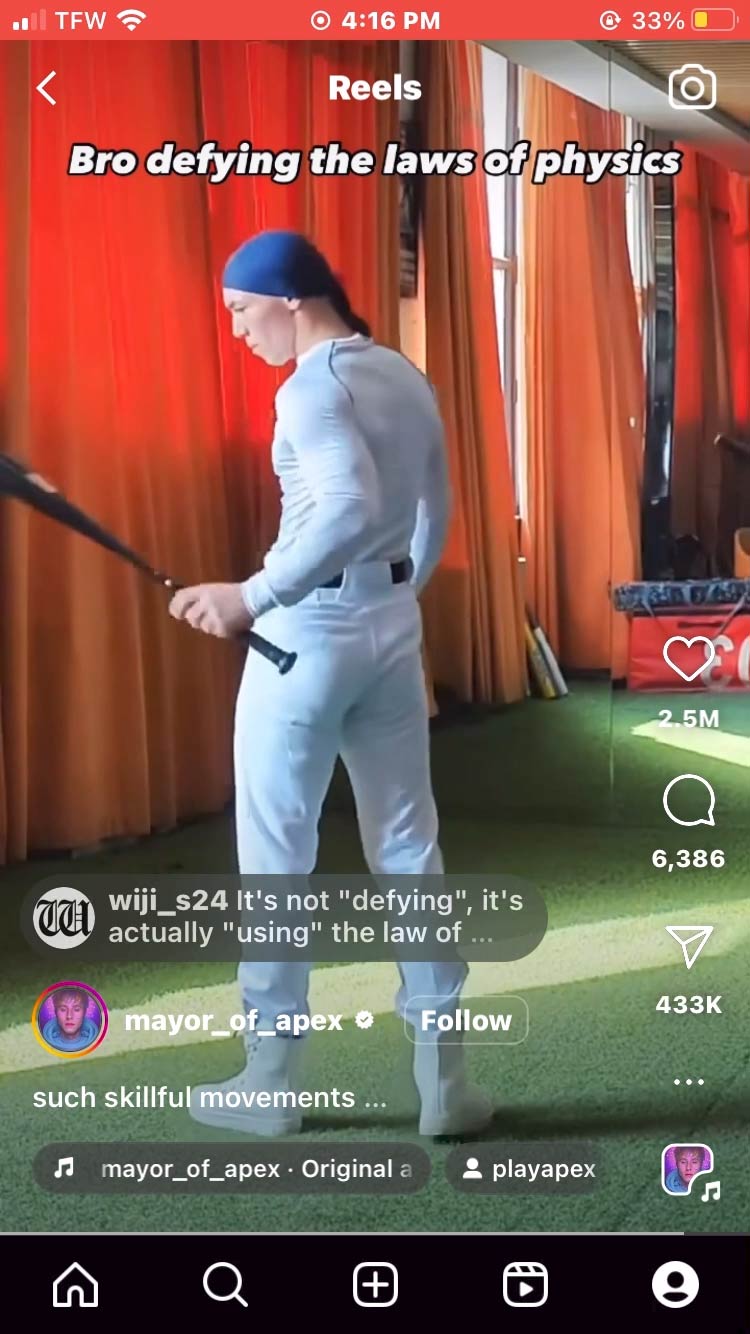 TFW 4:16 PM 33%
Reels
Bro defying the laws of physics
2.5M
6,386
W wiji_s24 It's not "defying", it's
actually "using" the law of ...
433K
mayor_of_apex Follow
such skillful movements ...
mayor_of_apex · Original a
playapex